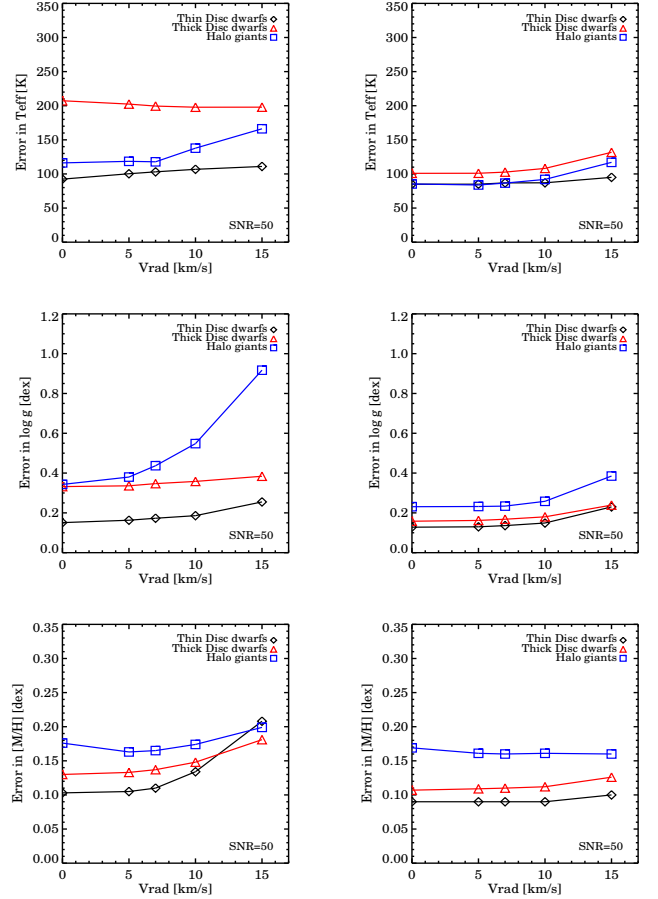 350
300
250
200
150
100
50
0
Error in Teff [K]
Thin Disc dwarfs
Thick Disc dwarfs
Halo giants
SNR=50
0 5 7 10 15
Vrad [km/s]
350
300
250
200
150
100
50
0
Error in Teff [K]
Thin Disc dwarfs
Thick Disc dwarfs
Halo giants
SNR=50
0 5 7 10 15
Vrad [km/s]
1.2
1.0
0.8
0.6
0.4
0.2
0.0
Error in log g [dex]
Thin Disc dwarfs
Thick Disc dwarfs
Halo giants
SNR=50
0 5 7 10 15
Vrad [km/s]
1.2
1.0
0.8
0.6
0.4
0.2
0.0
Error in log g [dex]
Thin Disc dwarfs
Thick Disc dwarfs
Halo giants
SNR=50
0 5 7 10 15
Vrad [km/s]
0.35
0.30
0.25
0.20
0.15
0.10
0.05
0.00
Error in [M/H] [dex]
Thin Disc dwarfs
Thick Disc dwarfs
Halo giants
SNR=50
0 5 7 10 15
Vrad [km/s]
0.35
0.30
0.25
0.20
0.15
0.10
0.05
0.00
Error in [M/H] [dex]
Thin Disc dwarfs
Thick Disc dwarfs
Halo giants
SNR=50
0 5 7 10 15
Vrad [km/s]